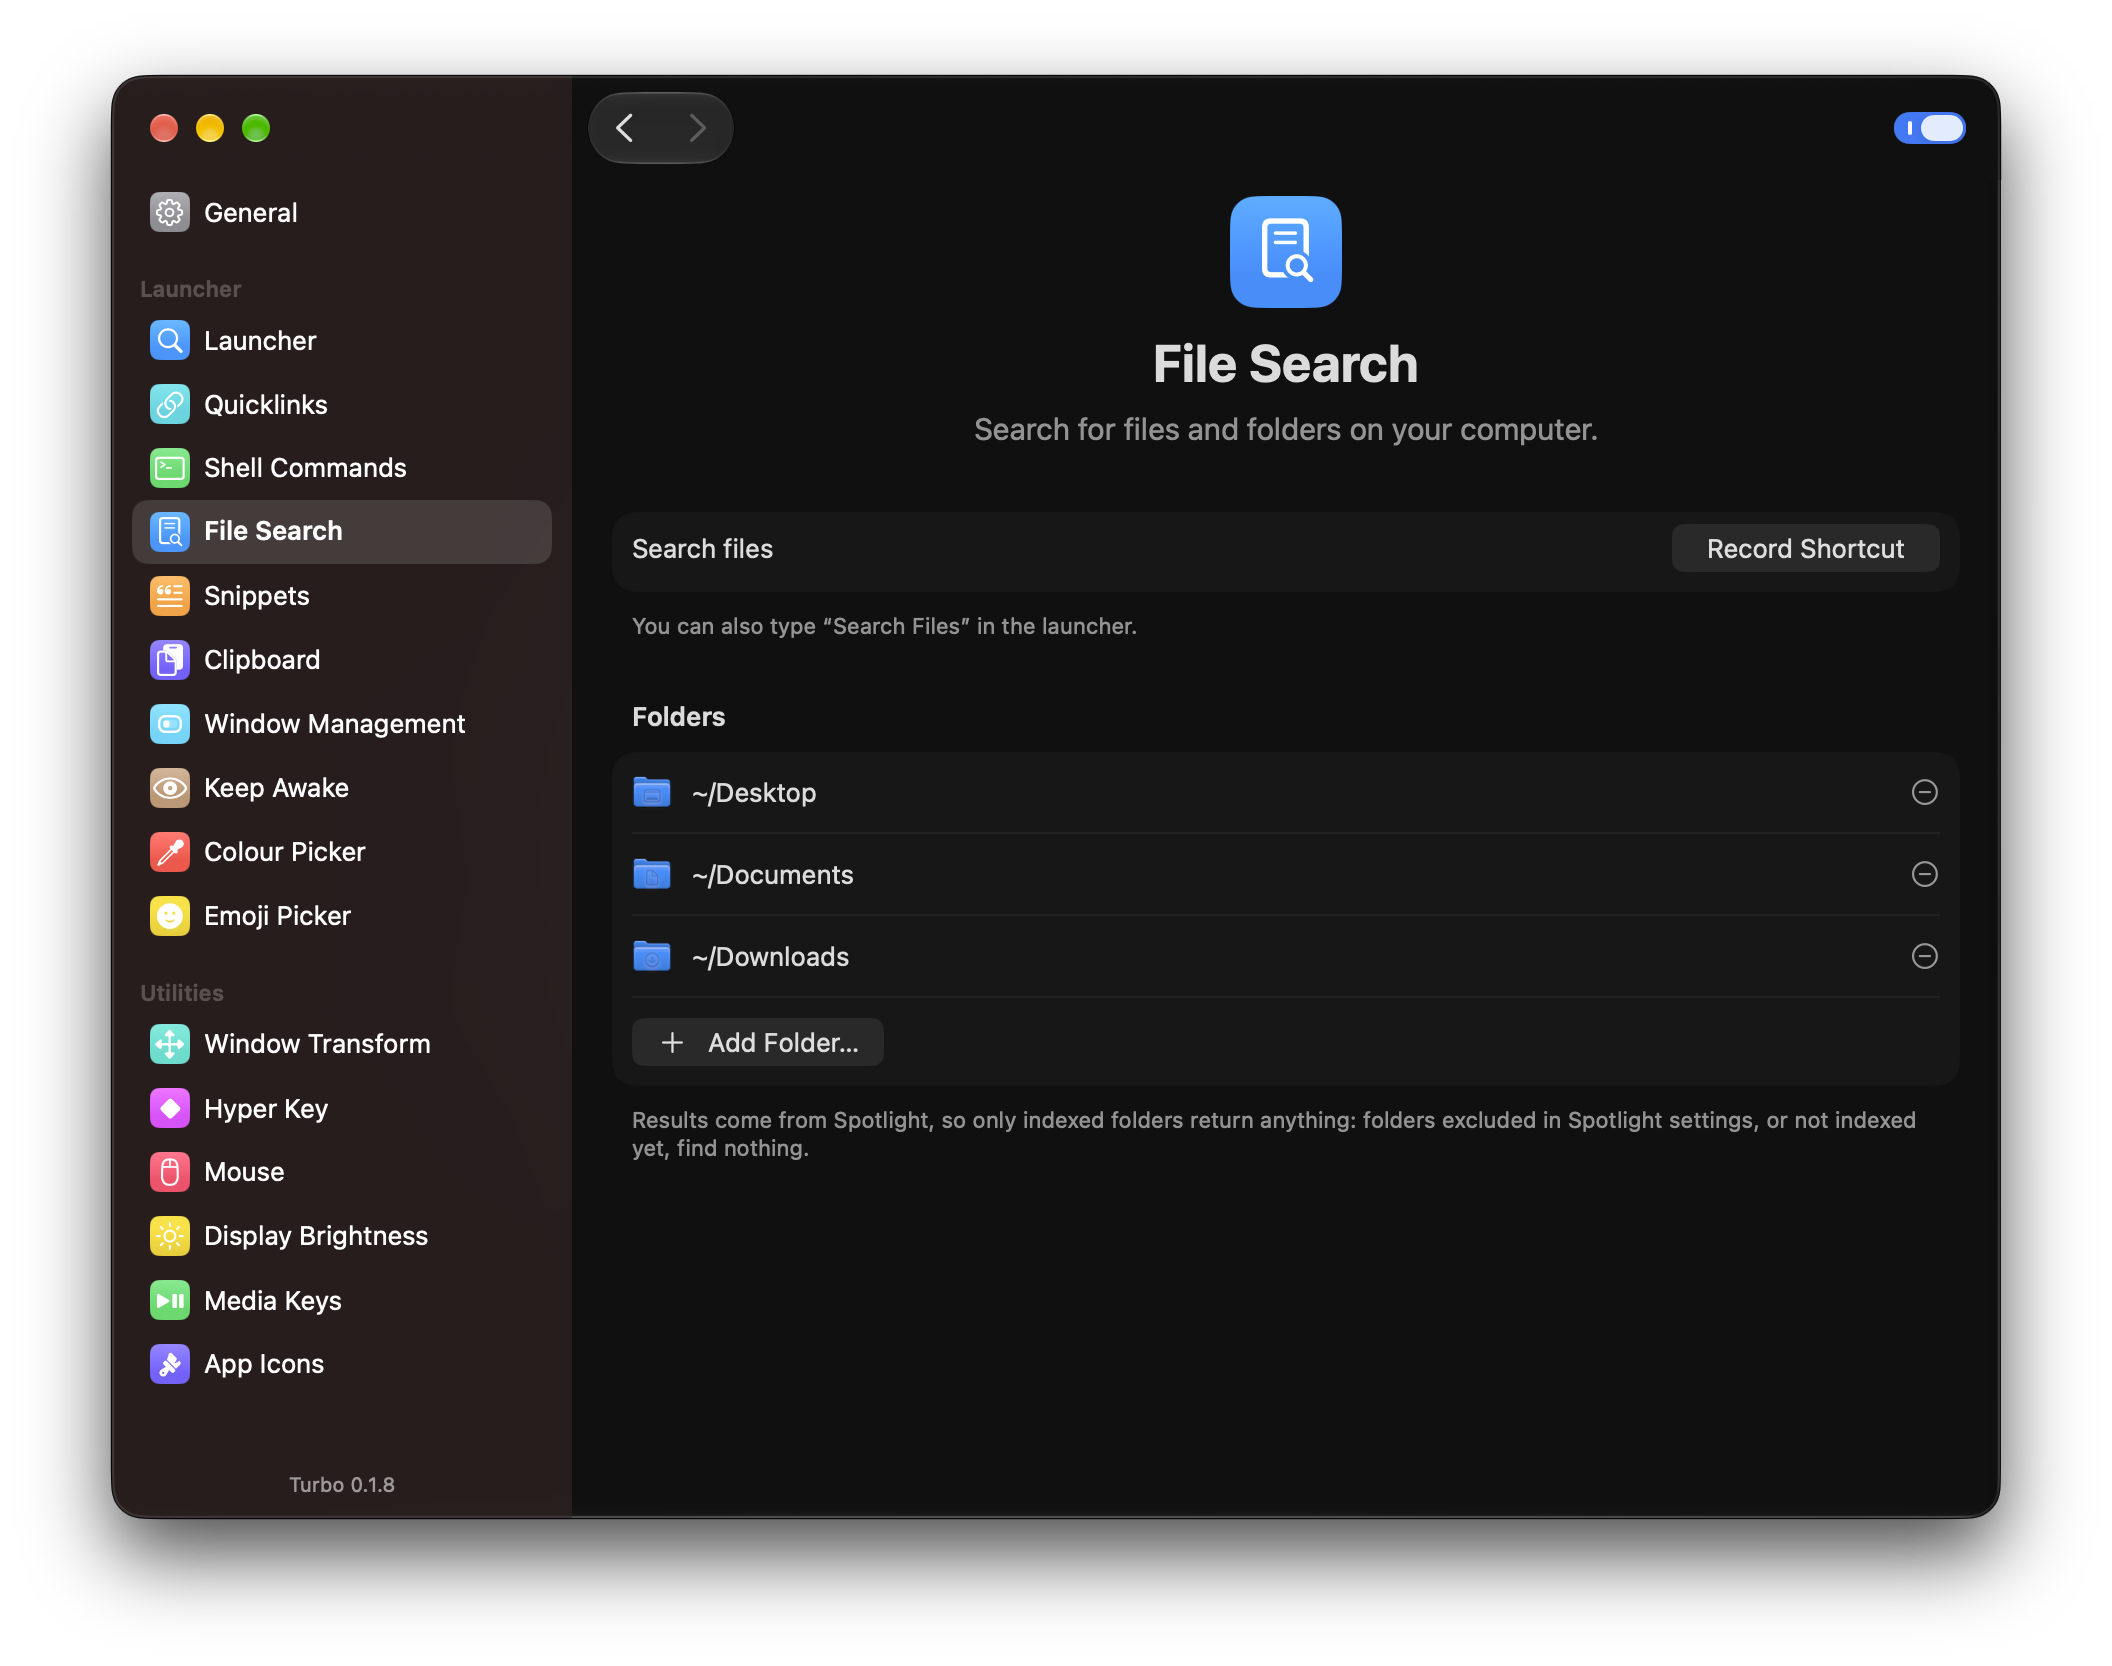 General
Launcher
Launcher
Quicklinks
Shell Commands
File Search
Snippets
Clipboard
Window Management
Keep Awake
Colour Picker
Emoji Picker
Utilities
Window Transform
Hyper Key
Mouse
Display Brightness
Media Keys
App Icons
Turbo 0.1.8
File Search
Search for files and folders on your computer.
Search files
Record Shortcut
You can also type “Search Files” in the launcher.
Folders
~/Desktop
~/Documents
~/Downloads
Add Folder...
Results come from Spotlight, so only indexed folders return anything: folders excluded in Spotlight settings, or not indexed
yet, find nothing.